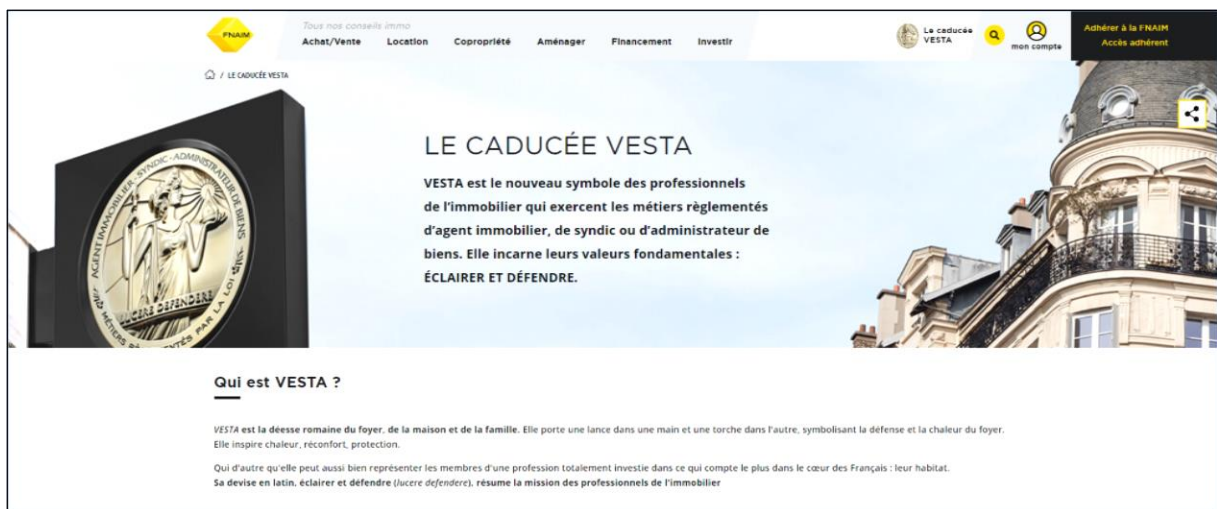 FNAIM
Tous nos conseils immo
Achat/Vente Location Copropriété Aménager Financement Investir
Le caducée
VESTA
mon compte
Adhérer à la FNAIM
Accès adhérent
/ LE CADUCÉE VESTA
AGENT IMMOBILIER - SYNDIC - ADMINISTRATEUR DE BIENS
LUCERE DEFENDERE
MÉTIERS RÈGLEMENTÉS PAR LA LOI
LE CADUCÉE VESTA
VESTA est le nouveau symbole des professionnels
de l'immobilier qui exercent les métiers règlementés
d'agent immobilier, de syndic ou d'administrateur de
biens. Elle incarne leurs valeurs fondamentales :
ÉCLAIRER ET DÉFENDRE.
Qui est VESTA ?
VESTA est la déesse romaine du foyer, de la maison et de la famille. Elle porte une lance dans une main et une torche dans l'autre, symbolisant la défense et la chaleur du foyer.
Elle inspire chaleur, réconfort, protection.
Qui d'autre qu'elle peut aussi bien représenter les membres d'une profession totalement investie dans ce qui compte le plus dans le cœur des Français : leur habitat.
Sa devise en latin, éclairer et défendre (lucere defendere), résume la mission des professionnels de l'immobilier